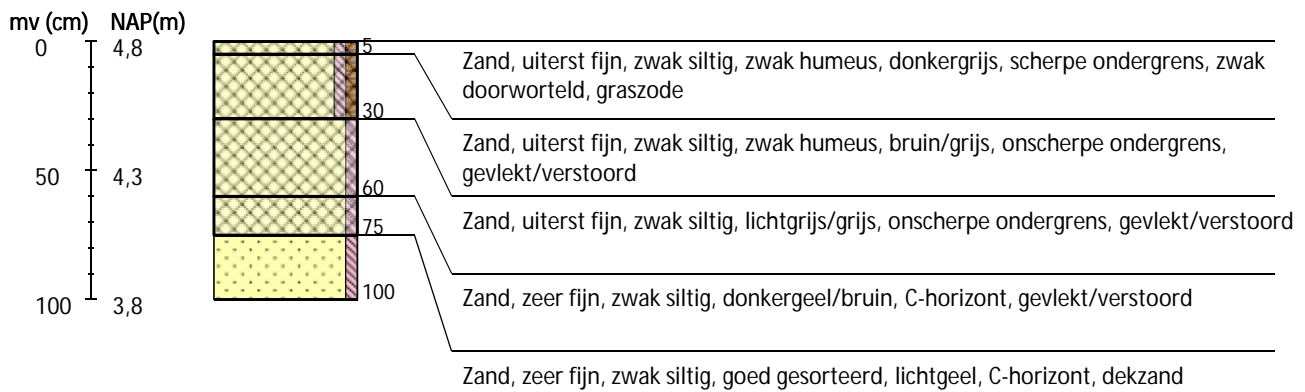 mv (cm) NAP(m)
0 4,8 5
Zand, uiterst fijn, zwak siltig, zwak humeus, donkergrijs, scherpe ondergrens, zwak
doorworteld, graszode
30
Zand, uiterst fijn, zwak siltig, zwak humeus, bruin/grijs, onscherpe ondergrens,
gevlekt/verstoord
50 4,3
60
Zand, uiterst fijn, zwak siltig, lichtgrijs/grijs, onscherpe ondergrens, gevlekt/verstoord
75
Zand, zeer fijn, zwak siltig, donkergeel/bruin, C-horizont, gevlekt/verstoord
100 3,8 100
Zand, zeer fijn, zwak siltig, goed gesorteerd, lichtgeel, C-horizont, dekzand